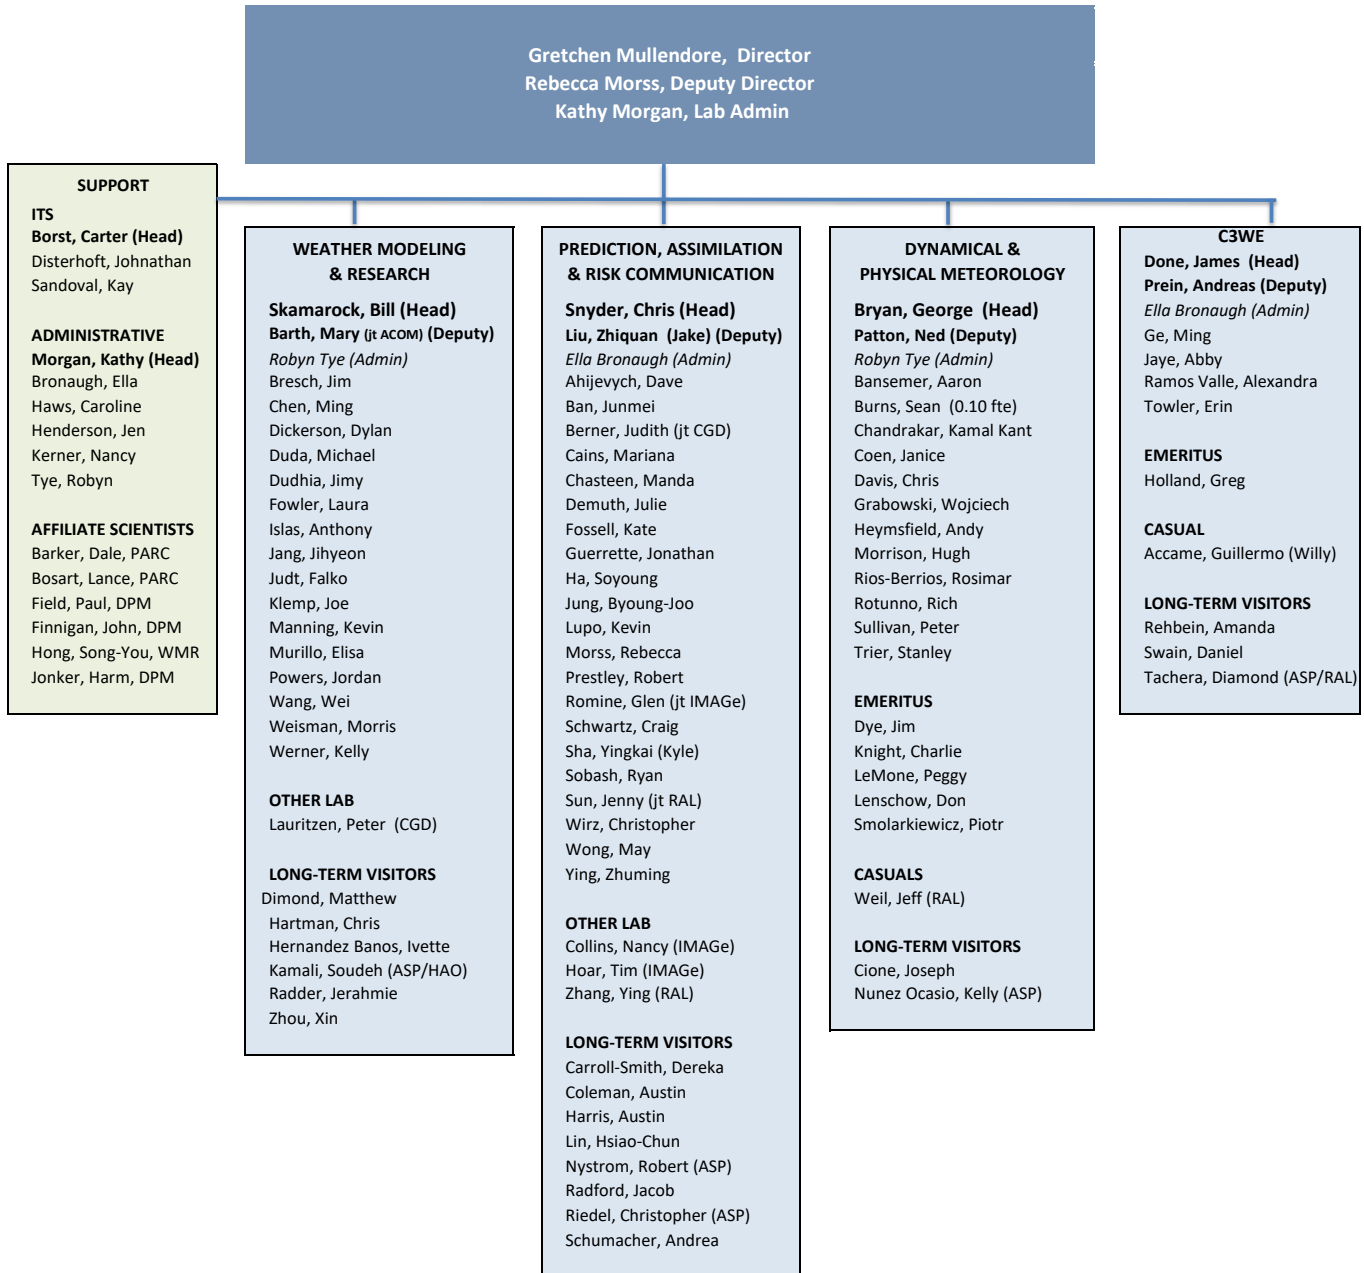 Gretchen Mullendore, Director
Rebecca Morss, Deputy Director
Kathy Morgan, Lab Admin
SUPPORT
ITS
Borst, Carter (Head)
Disterhoft, Johnathan
Sandoval, Kay
ADMINISTRATIVE
Morgan, Kathy (Head)
Bronaugh, Ella
Haws, Caroline
Henderson, Jen
Kerner, Nancy
Tye, Robyn
AFFILIATE SCIENTISTS
Barker, Dale, PARC
Bosart, Lance, PARC
Field, Paul, DPM
Finnigan, John, DPM
Hong, Song-You, WMR
Jonker, Harm, DPM
WEATHER MODELING
& RESEARCH
Skamarock, Bill (Head)
Barth, Mary (jt ACOM) (Deputy)
Robyn Tye (Admin)
Bresch, Jim
Chen, Ming
Dickerson, Dylan
Duda, Michael
Dudhia, Jimy
Fowler, Laura
Islas, Anthony
Jang, Jihyeon
Judt, Falko
Klemp, Joe
Manning, Kevin
Murillo, Elisa
Powers, Jordan
Wang, Wei
Weisman, Morris
Werner, Kelly
OTHER LAB
Lauritzen, Peter (CGD)
LONG-TERM VISITORS
Dimond, Matthew
Hartman, Chris
Hernandez Banos, Ivette
Kamali, Soudeh (ASP/HAO)
Radder, Jerahmie
Zhou, Xin
PREDICTION, ASSIMILATION
& RISK COMMUNICATION
Snyder, Chris (Head)
Liu, Zhiquan (Jake) (Deputy)
Ella Bronaugh (Admin)
Ahijevych, Dave
Ban, Junmei
Berner, Judith (jt CGD)
Cains, Mariana
Chasteen, Manda
Demuth, Julie
Fossell, Kate
Guerrette, Jonathan
Ha, Soyoung
Jung, Byoung-Joo
Lupo, Kevin
Morss, Rebecca
Prestley, Robert
Romine, Glen (jt IMAGe)
Schwartz, Craig
Sha, Yingkai (Kyle)
Sobash, Ryan
Sun, Jenny (jt RAL)
Wirz, Christopher
Wong, May
Ying, Zhuming
OTHER LAB
Collins, Nancy (IMAGe)
Hoar, Tim (IMAGe)
Zhang, Ying (RAL)
LONG-TERM VISITORS
Carroll-Smith, Dereka
Coleman, Austin
Harris, Austin
Lin, Hsiao-Chun
Nystrom, Robert (ASP)
Radford, Jacob
Riedel, Christopher (ASP)
Schumacher, Andrea
DYNAMICAL &
PHYSICAL METEOROLOGY
Bryan, George (Head)
Patton, Ned (Deputy)
Robyn Tye (Admin)
Bansemer, Aaron
Burns, Sean (0.10 fte)
Chandrakar, Kamal Kant
Coen, Janice
Davis, Chris
Grabowski, Wojciech
Heymsfield, Andy
Morrison, Hugh
Rios-Berrios, Rosimar
Rotunno, Rich
Sullivan, Peter
Trier, Stanley
EMERITUS
Dye, Jim
Knight, Charlie
LeMone, Peggy
Lenschow, Don
Smolarkiewicz, Piotr
CASUALS
Weil, Jeff (RAL)
LONG-TERM VISITORS
Cione, Joseph
Nunez Ocasio, Kelly (ASP)
C3WE
Done, James (Head)
Prein, Andreas (Deputy)
Ella Bronaugh (Admin)
Ge, Ming
Jaye, Abby
Ramos Valle, Alexandra
Towler, Erin
EMERITUS
Holland, Greg
CASUAL
Accame, Guillermo (Willy)
LONG-TERM VISITORS
Rehbein, Amanda
Swain, Daniel
Tachera, Diamond (ASP/RAL)